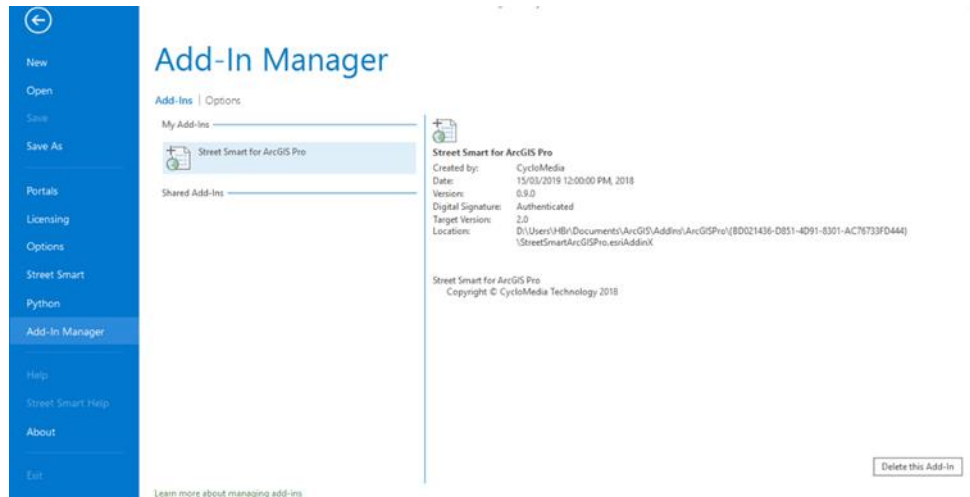 New
Open
Save
Save As
Portals
Licensing
Options
Street Smart
Python
Add-In Manager
Help
Street Smart Help
About
Exit
Add-In Manager
Add-Ins | Options
My Add-Ins
Street Smart for ArcGIS Pro
Shared Add-Ins
Learn more about managing add-ins
Street Smart for ArcGIS Pro
Created by: CycloMedia
Date: 15/03/2019 12:00:00 PM, 2018
Version: 0.9.0
Digital Signature: Authenticated
Target Version: 2.0
Location: D:\Users\HBr\Documents\ArcGIS\AddIns\ArcGISPro\{BD021436-D851-4D91-8301-AC76733FD444}
\StreetSmartArcGISPro.esriAddinX
Street Smart for ArcGIS Pro
Copyright © CycloMedia Technology 2018
Delete this Add-In